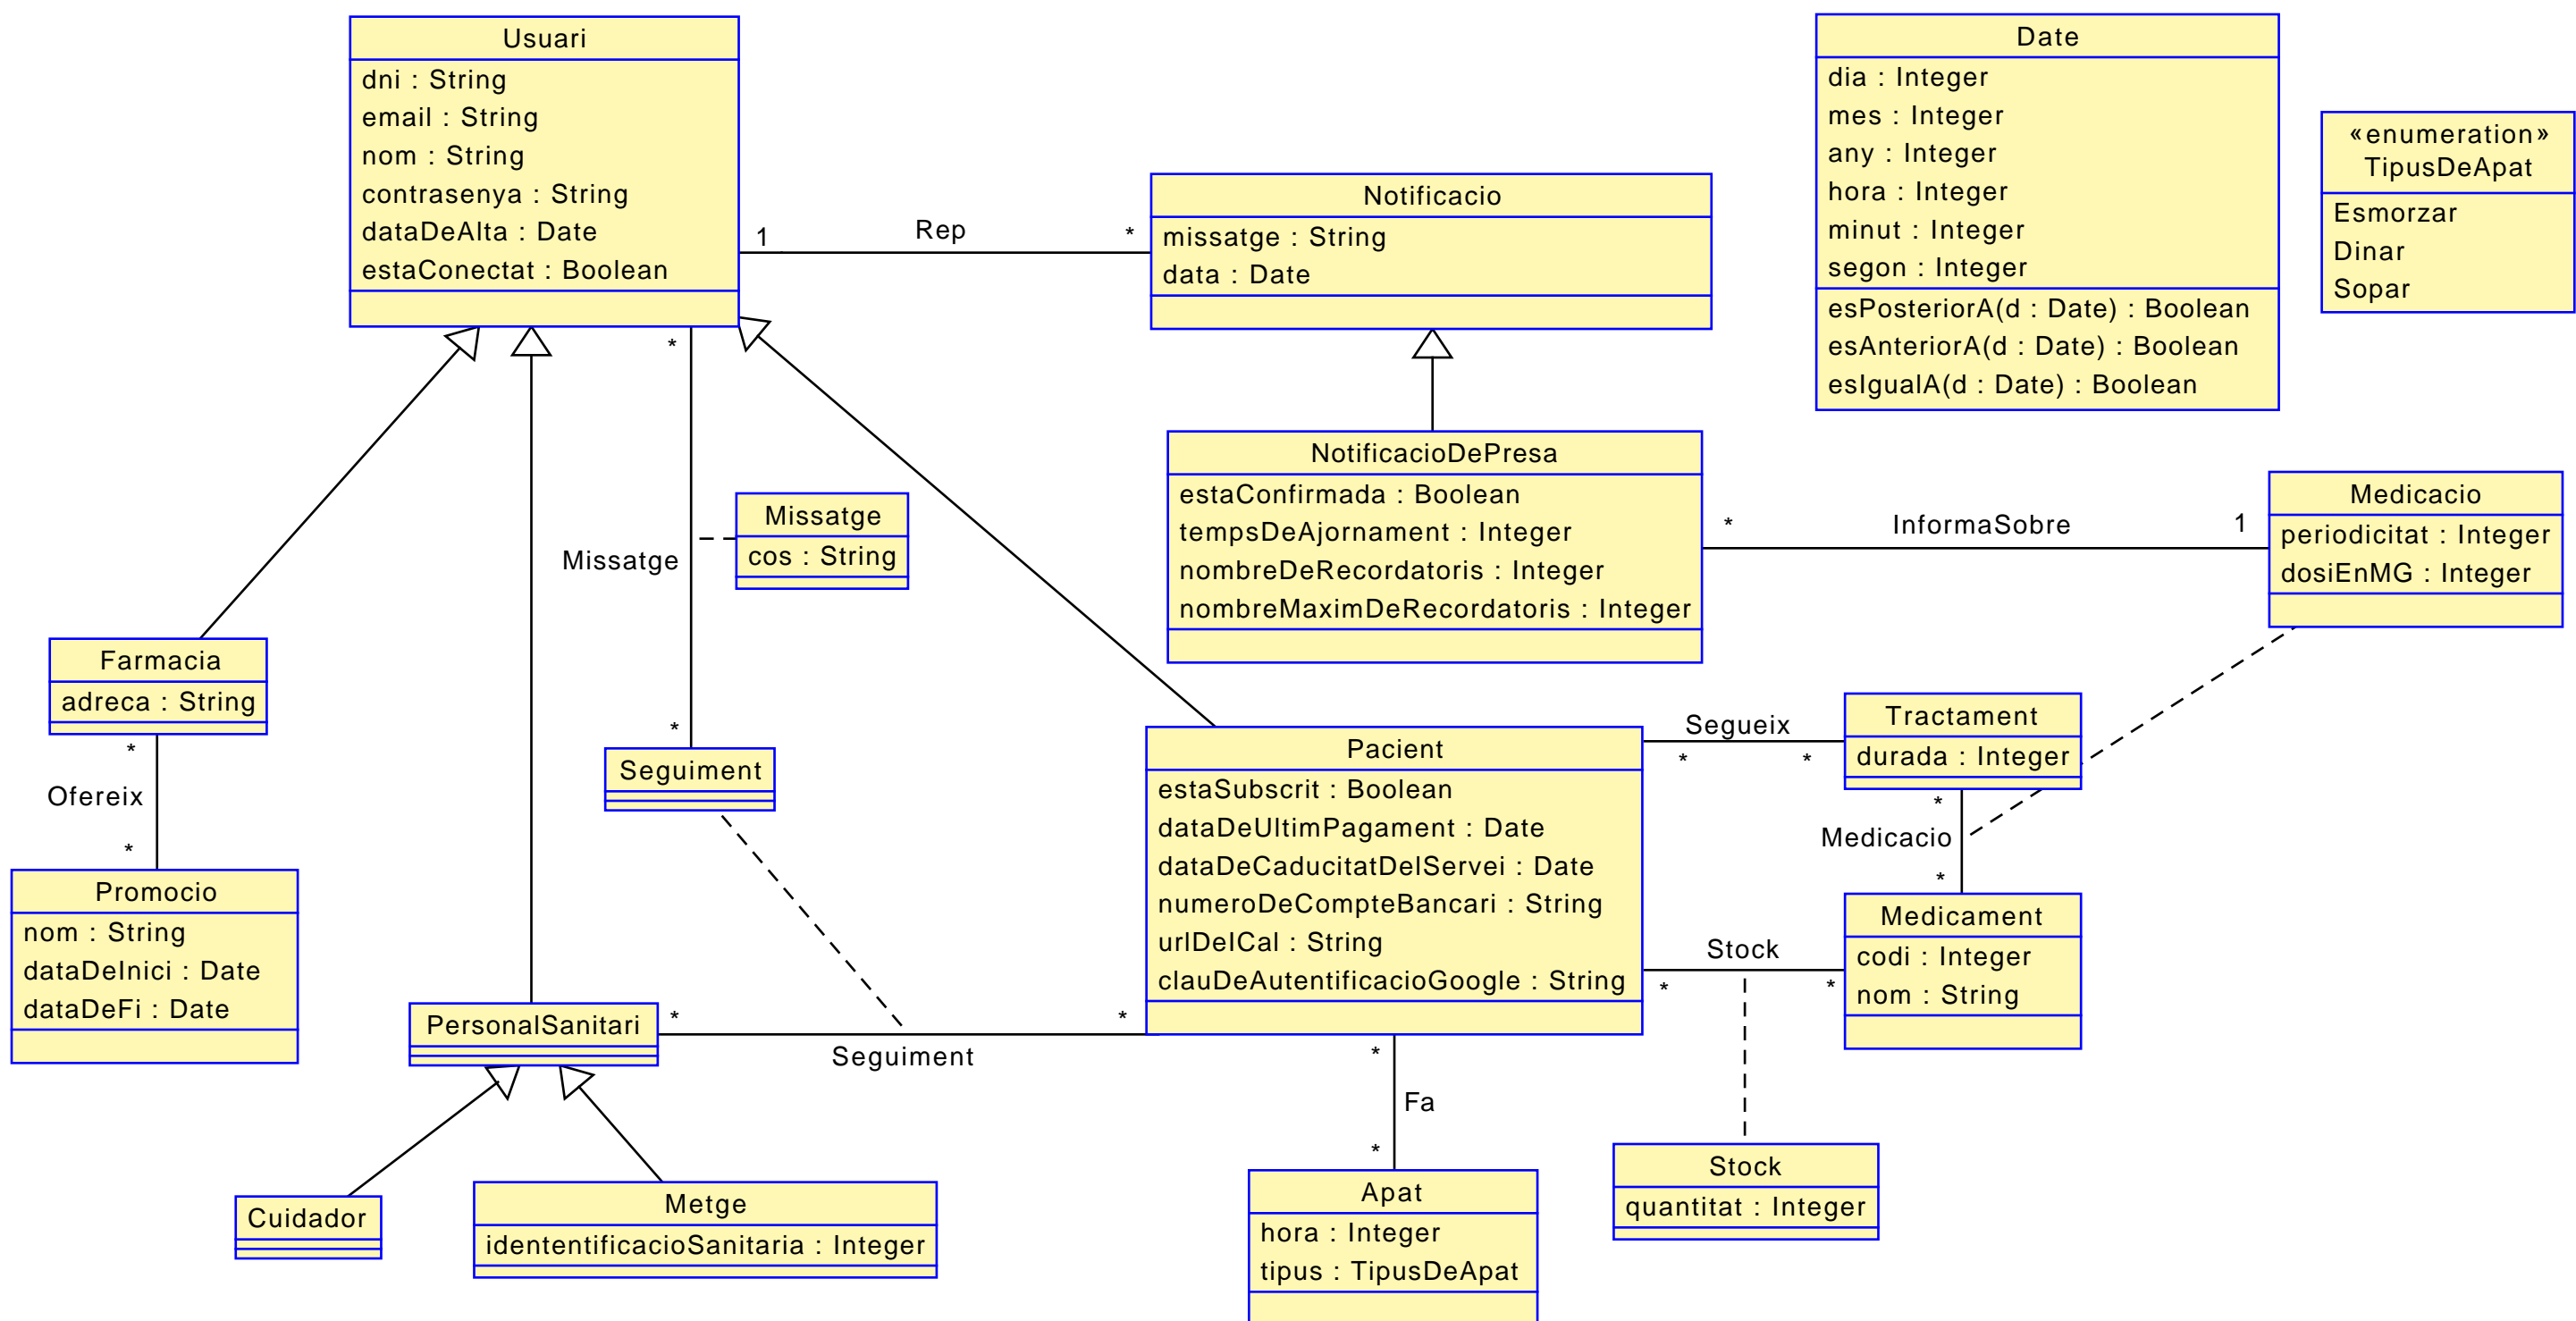 Usuari
dni : String
email : String
nom : String
contrasenya : String
dataDeAlta : Date
estaConectat : Boolean
1
Rep
*
Notificacio
missatge : String
data : Date
Date
dia : Integer
mes : Integer
any : Integer
hora : Integer
minut : Integer
segon : Integer
esPosteriorA(d : Date) : Boolean
esAnteriorA(d : Date) : Boolean
esIgualA(d : Date) : Boolean
«enumeration»
TipusDeApat
Esmorzar
Dinar
Sopar
*
Missatge
*
Missatge
cos : String
NotificacioDePresa
estaConfirmada : Boolean
tempsDeAjornament : Integer
nombreDeRecordatoris : Integer
nombreMaximDeRecordatoris : Integer
*
InformaSobre
1
Medicacio
periodicitat : Integer
dosiEnMG : Integer
Farmacia
adreca : String
*
Ofereix
*
Promocio
nom : String
dataDeInici : Date
dataDeFi : Date
Seguiment
Pacient
estaSubscrit : Boolean
dataDeUltimPagament : Date
dataDeCaducitatDelServei : Date
numeroDeCompteBancari : String
urlDelCal : String
clauDeAutentificacioGoogle : String
Segueix
*
*
Tractament
durada : Integer
*
Medicacio
*
Medicament
codi : Integer
nom : String
Stock
*
*
PersonalSanitari
*
*
Seguiment
*
Fa
*
Stock
quantitat : Integer
Cuidador
Metge
idententificacioSanitaria : Integer
Apat
hora : Integer
tipus : TipusDeApat